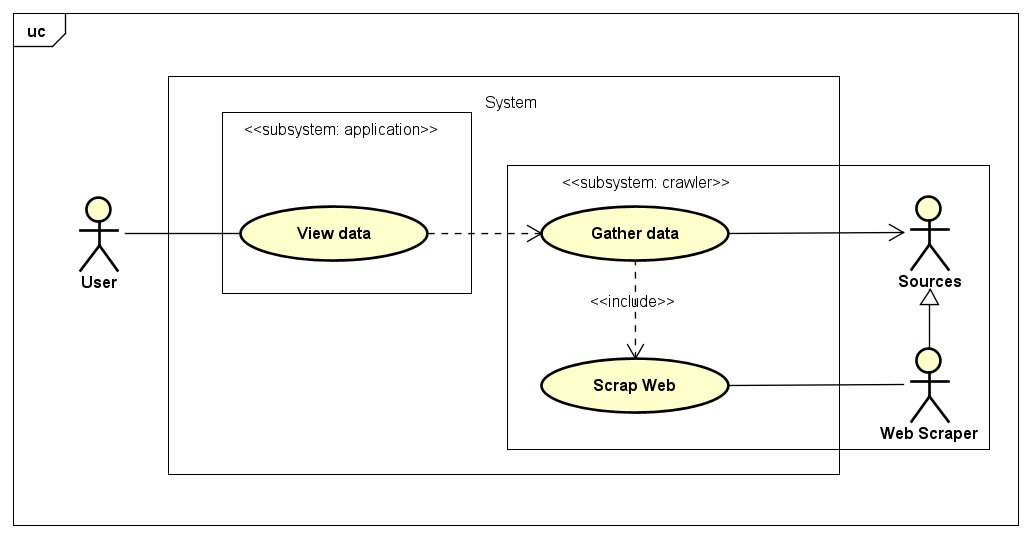 uc
System
<<subsystem: application>>
<<subsystem: crawler>>
View data
Gather data
User
Sources
<<include>>
Scrap Web
Web Scraper